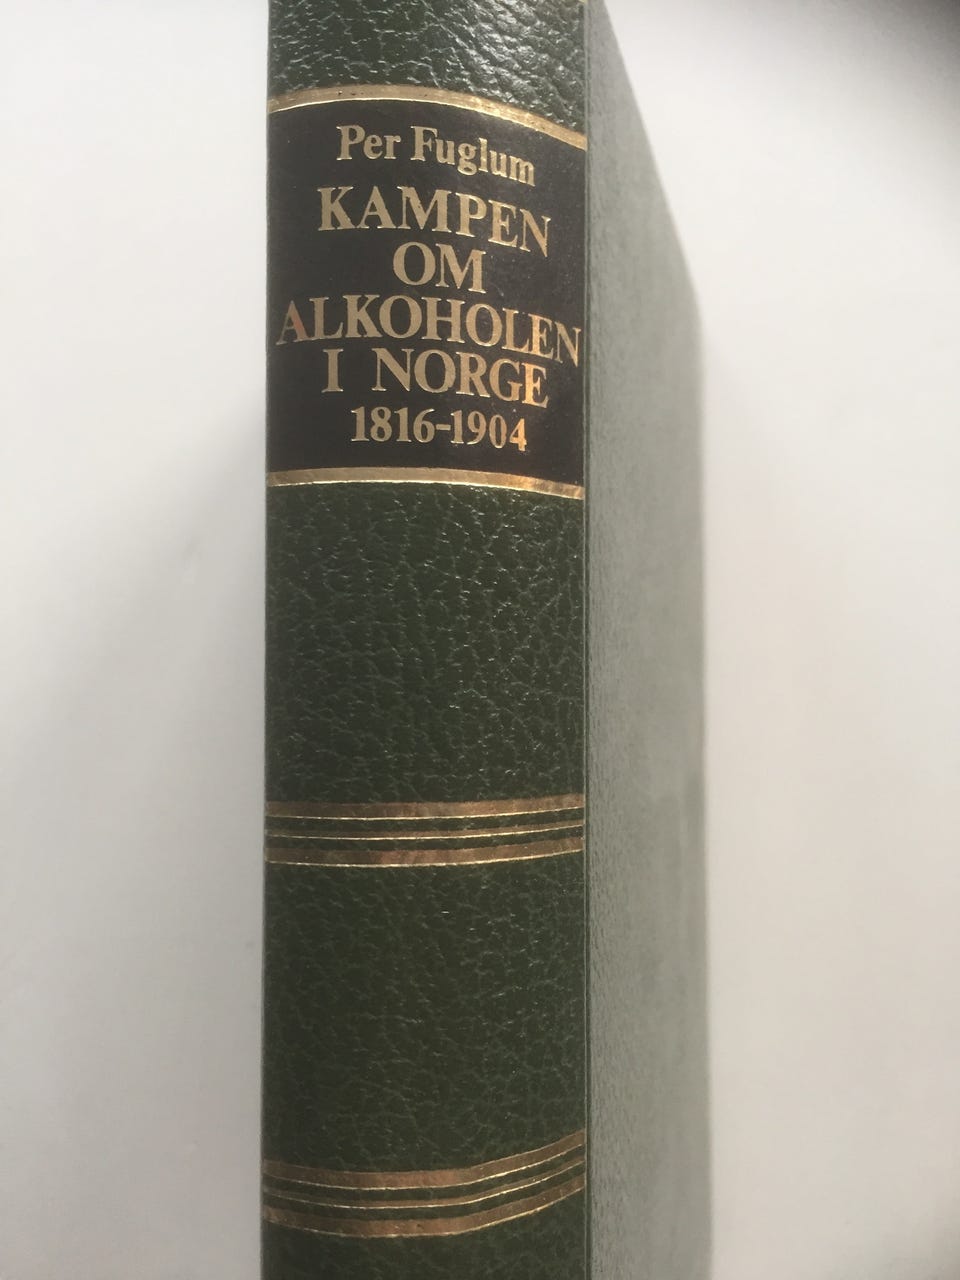 Per Fuglum
KAMPEN
OM
ALKOHOLEN
I NORGE
1816-1904